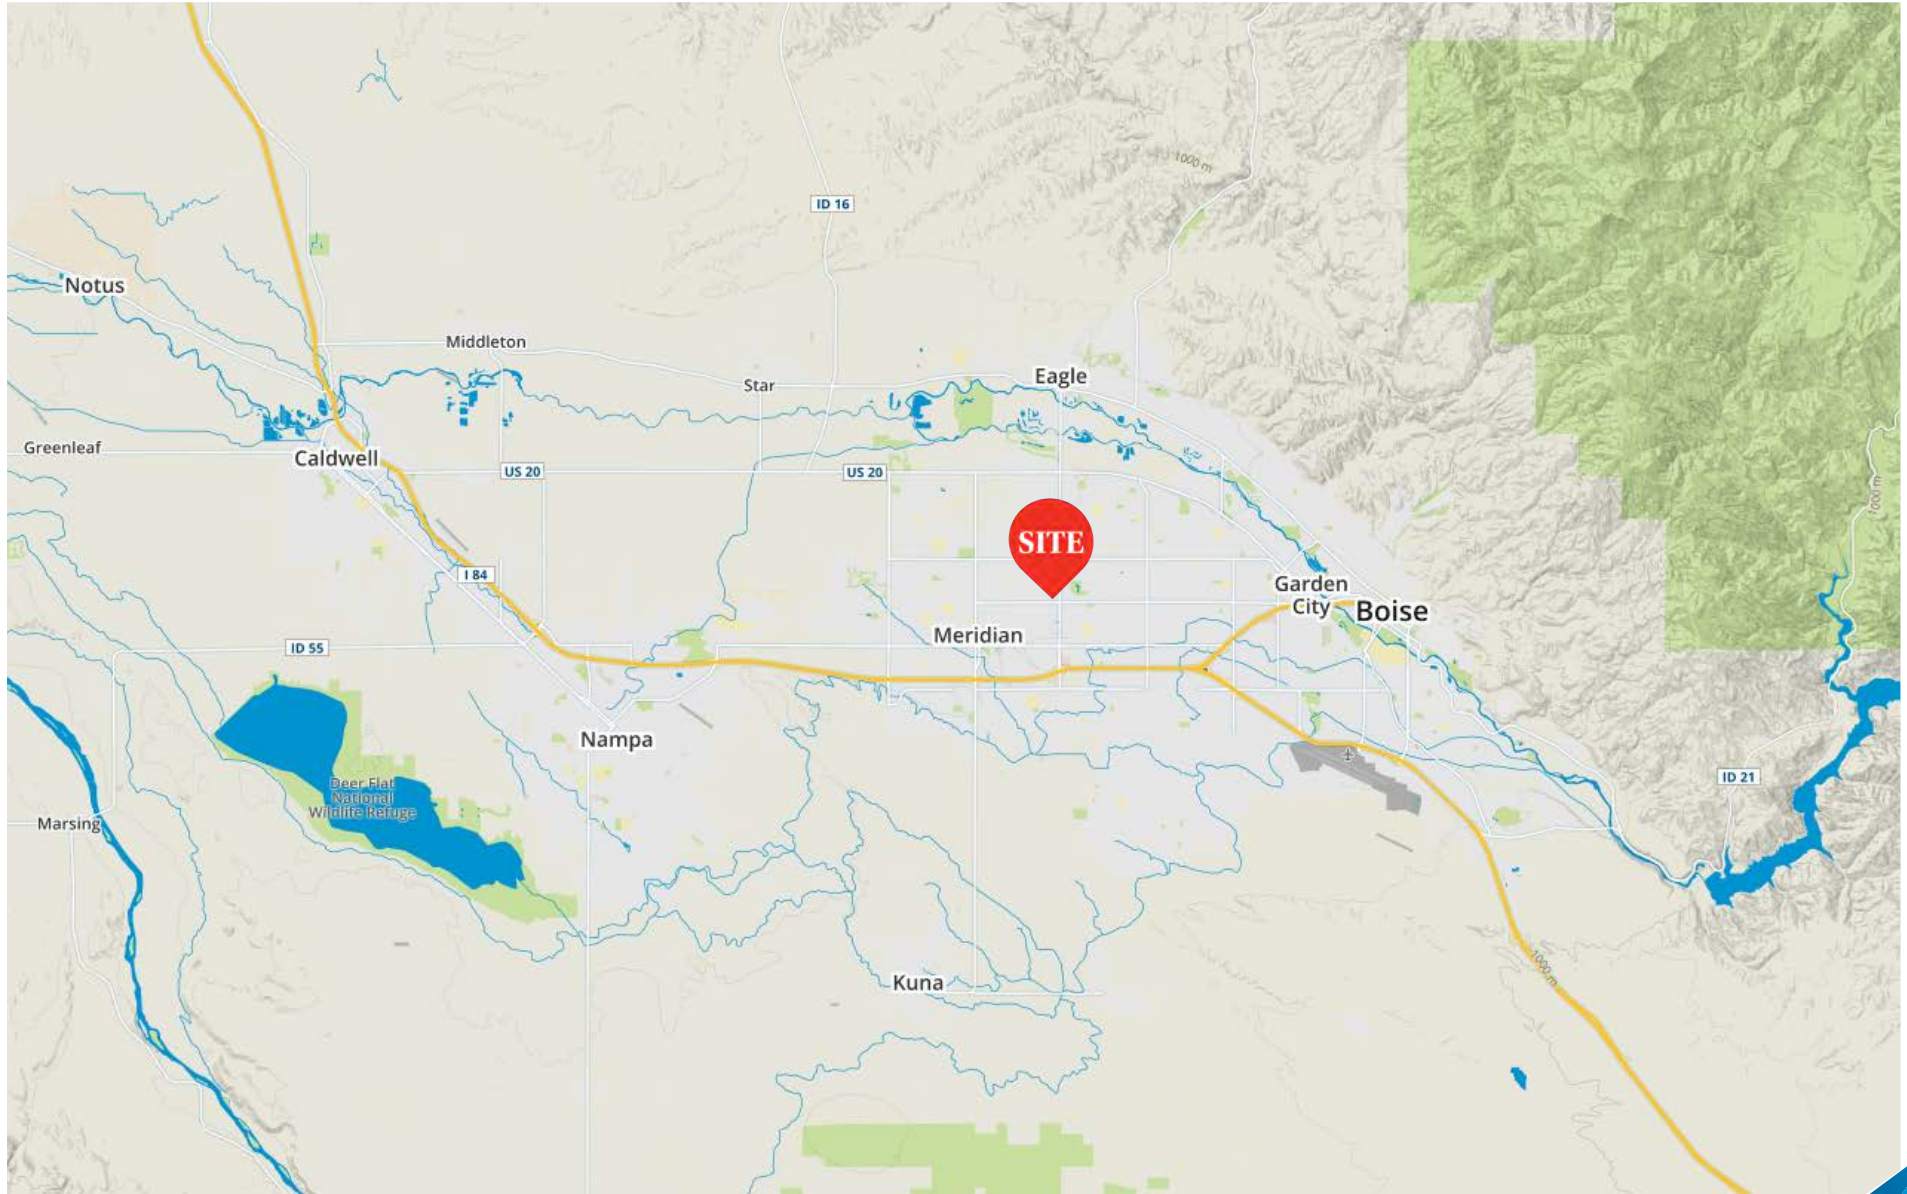 1000 m
ID 16
Notus
Middleton
Eagle
Star
Greenleaf
Caldwell
US 20
US 20
1000 m
SITE
I 84
Garden
City
Boise
Meridian
ID 55
Nampa
Deer Flat
National
Wildlife Refuge
ID 21
Marsing
1000 m
Kuna